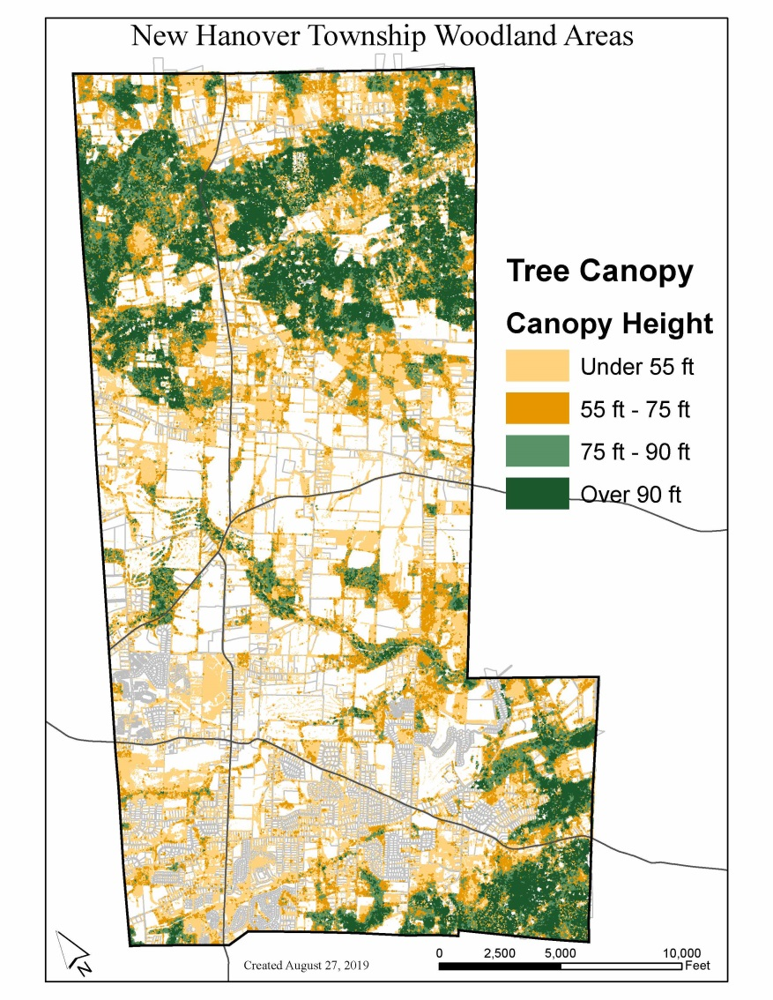 New Hanover Township Woodland Areas
Tree Canopy
Canopy Height
Under 55 ft
55 ft - 75 ft
75 ft - 90 ft
Over 90 ft
N
Created August 27, 2019
0 2,500 5,000 10,000
Feet